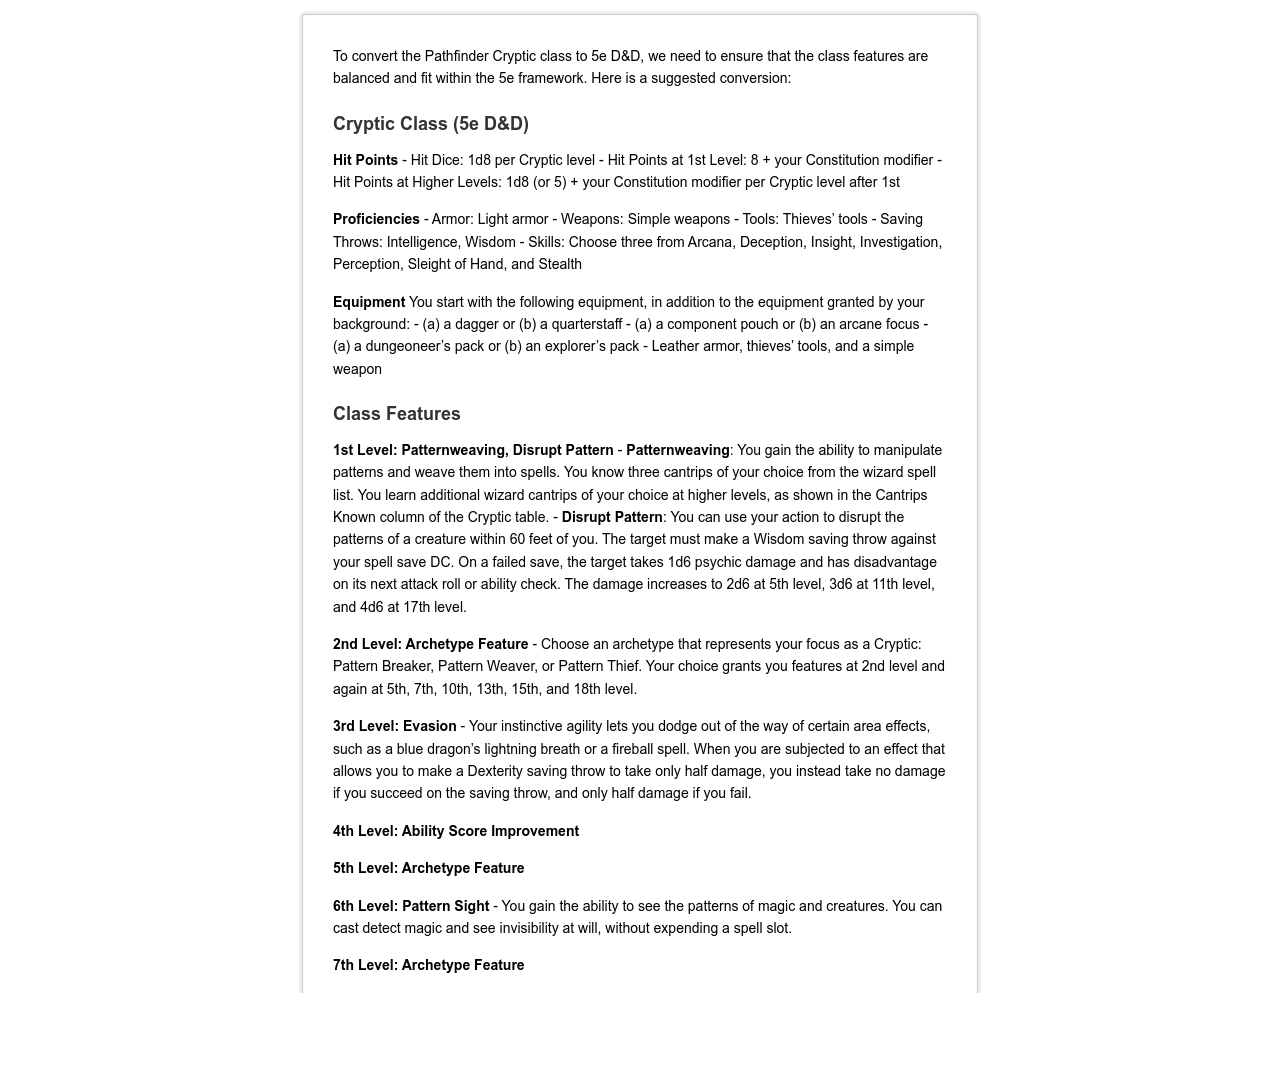 To convert the Pathfinder Cryptic class to 5e D&D, we need to ensure that the class features are
balanced and fit within the 5e framework. Here is a suggested conversion:
Cryptic Class (5e D&D)
Hit Points - Hit Dice: 1d8 per Cryptic level - Hit Points at 1st Level: 8 + your Constitution modifier -
Hit Points at Higher Levels: 1d8 (or 5) + your Constitution modifier per Cryptic level after 1st
Proficiencies - Armor: Light armor - Weapons: Simple weapons - Tools: Thieves’ tools - Saving
Throws: Intelligence, Wisdom - Skills: Choose three from Arcana, Deception, Insight, Investigation,
Perception, Sleight of Hand, and Stealth
Equipment You start with the following equipment, in addition to the equipment granted by your
background: - (a) a dagger or (b) a quarterstaff - (a) a component pouch or (b) an arcane focus -
(a) a dungeoneer’s pack or (b) an explorer’s pack - Leather armor, thieves’ tools, and a simple
weapon
Class Features
1st Level: Patternweaving, Disrupt Pattern - Patternweaving: You gain the ability to manipulate
patterns and weave them into spells. You know three cantrips of your choice from the wizard spell
list. You learn additional wizard cantrips of your choice at higher levels, as shown in the Cantrips
Known column of the Cryptic table. - Disrupt Pattern: You can use your action to disrupt the
patterns of a creature within 60 feet of you. The target must make a Wisdom saving throw against
your spell save DC. On a failed save, the target takes 1d6 psychic damage and has disadvantage
on its next attack roll or ability check. The damage increases to 2d6 at 5th level, 3d6 at 11th level,
and 4d6 at 17th level.
2nd Level: Archetype Feature - Choose an archetype that represents your focus as a Cryptic:
Pattern Breaker, Pattern Weaver, or Pattern Thief. Your choice grants you features at 2nd level and
again at 5th, 7th, 10th, 13th, 15th, and 18th level.
3rd Level: Evasion - Your instinctive agility lets you dodge out of the way of certain area effects,
such as a blue dragon’s lightning breath or a fireball spell. When you are subjected to an effect that
allows you to make a Dexterity saving throw to take only half damage, you instead take no damage
if you succeed on the saving throw, and only half damage if you fail.
4th Level: Ability Score Improvement
5th Level: Archetype Feature
6th Level: Pattern Sight - You gain the ability to see the patterns of magic and creatures. You can
cast detect magic and see invisibility at will, without expending a spell slot.
7th Level: Archetype Feature